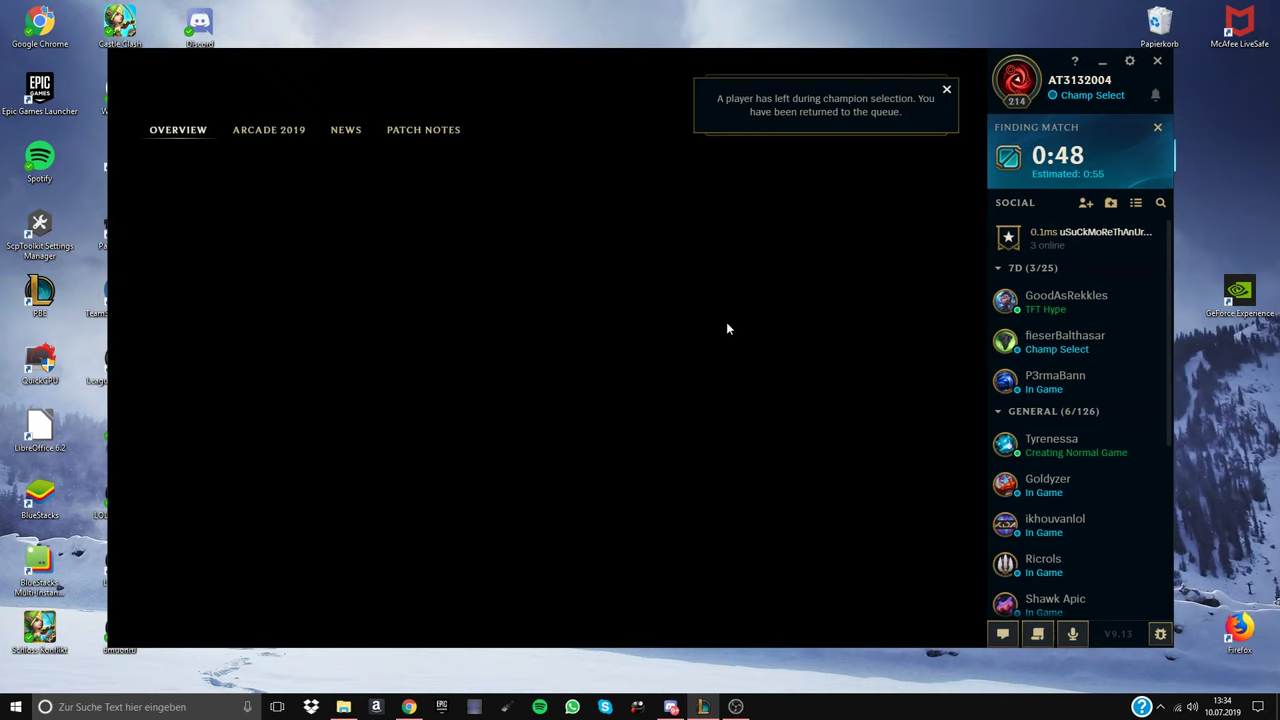 Google Chrome
Castle Clash
Discord
Papierkorb
McAfee LiveSafe
Epic Games Launcher
Spotify
ScpToolkit Settings
Manager
PBE
QuickCPU
LibreOffice 6.2
BlueStacks
BlueStacks
Multi-Instan...
Schloss Konflikt
OVERVIEW
ARCADE 2019
NEWS
PATCH NOTES
A player has left during champion selection. You
have been returned to the queue.
?
214
AT3132004
Champ Select
FINDING MATCH
0:48
Estimated: 0:55
SOCIAL
0.1ms uSuCkMoReThAnUr...
3 online
7D (3/25)
GoodAsRekkles
TFT Hype
fieserBalthasar
Champ Select
P3rmaBann
In Game
GENERAL (6/126)
Tyrenessa
Creating Normal Game
Goldyzer
In Game
ikhouvanlol
In Game
Ricrols
In Game
Shawk Apic
In Game
V9.13
GeForce Experience
Firefox
Zur Suche Text hier eingeben
13:34
10.07.2019